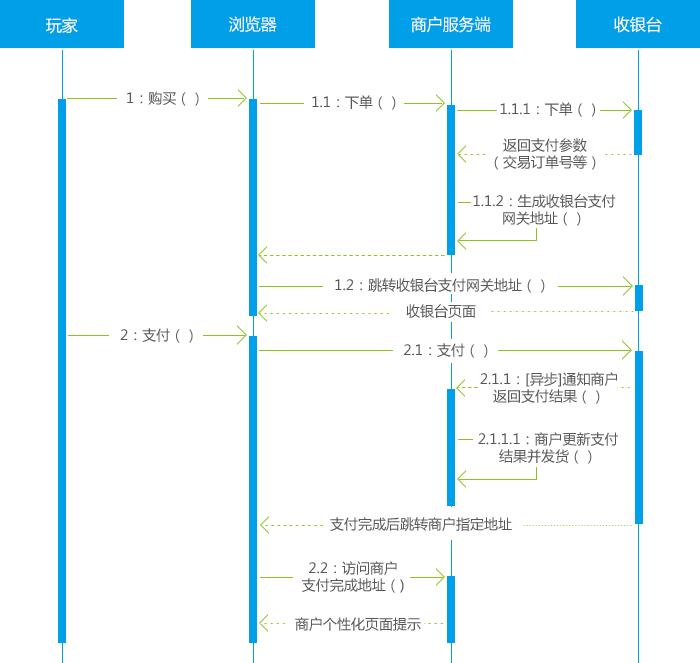 玩家
浏览器
商户服务端
收银台
1：购买（ ）
1.1：下单（ ）
1.1.1：下单（ ）
返回支付参数
（交易订单号等）
1.1.2：生成收银台支付
网关地址（ ）
1.2：跳转收银台支付网关地址（ ）
收银台页面
2：支付（ ）
2.1：支付（ ）
2.1.1：[异步]通知商户
返回支付结果（ ）
2.1.1.1：商户更新支付
结果并发货（ ）
支付完成后跳转商户指定地址
2.2：访问商户
支付完成地址（）
商户个性化页面提示